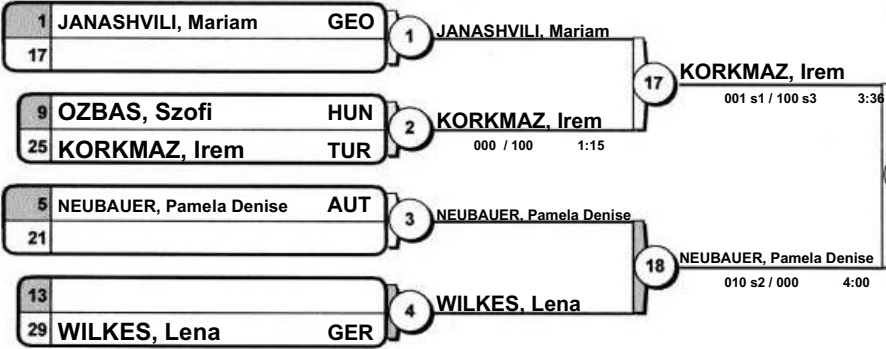 1 JANASHVILI, Mariam GEO
17
1 JANASHVILI, Mariam
9 OZBAS, Szofi HUN
25 KORKMAZ, Irem TUR
2 KORKMAZ, Irem
000 / 100 1:15
17 KORKMAZ, Irem
001 s1 / 100 s3 3:36
5 NEUBAUER, Pamela Denise AUT
21
3 NEUBAUER, Pamela Denise
13
29 WILKES, Lena GER
4 WILKES, Lena
18 NEUBAUER, Pamela Denise
010 s2 / 000 4:00